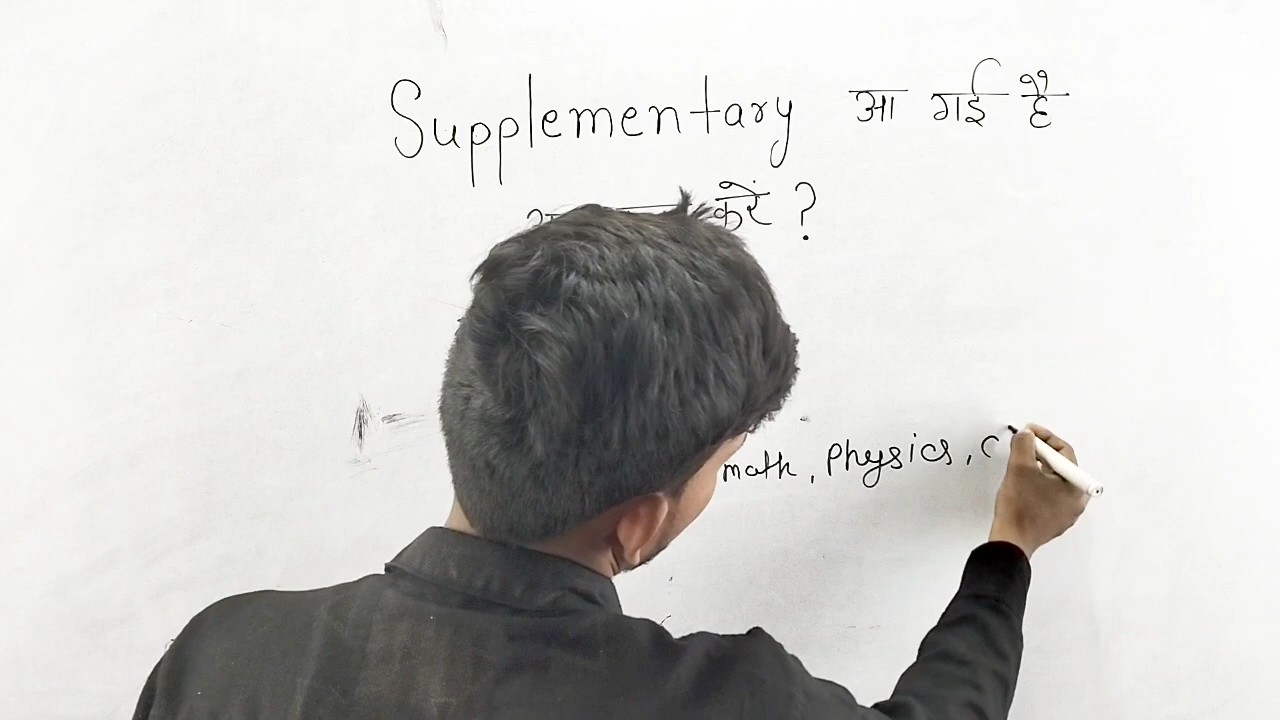 Supplementary आ गई है
करें ?
math, Physics, C